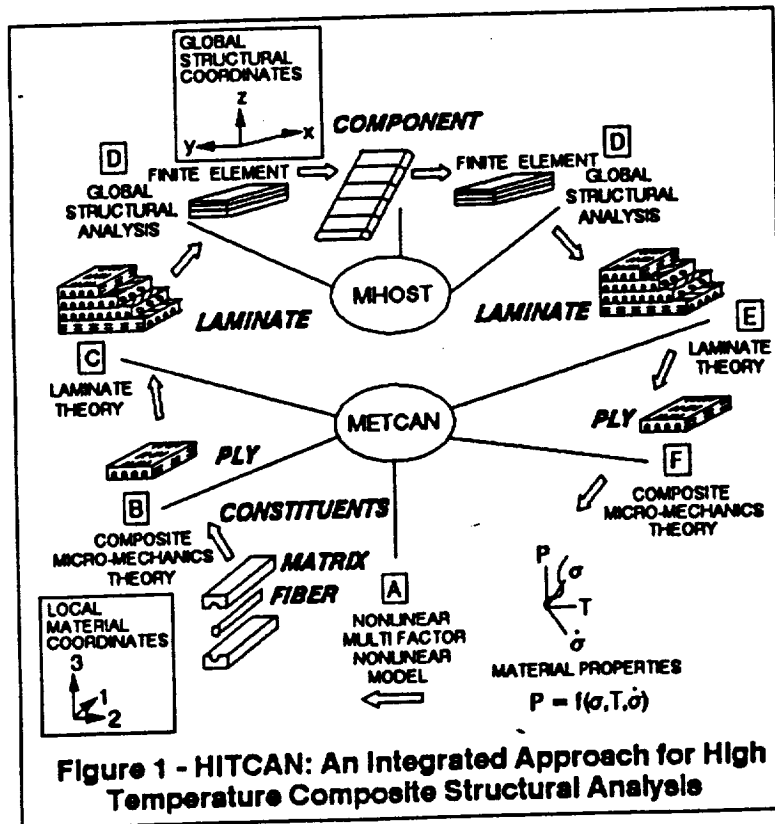 GLOBAL
STRUCTURAL
COORDINATES
z
y
x
COMPONENT
D
FINITE ELEMENT
GLOBAL
STRUCTURAL
ANALYSIS
FINITE ELEMENT
D
GLOBAL
STRUCTURAL
ANALYSIS
MHOST
LAMINATE
LAMINATE
C
LAMINATE
THEORY
E
LAMINATE
THEORY
METCAN
PLY
PLY
B
COMPOSITE
MICRO-MECHANICS
THEORY
F
COMPOSITE
MICRO-MECHANICS
THEORY
CONSTITUENTS
MATRIX
FIBER
A
NONLINEAR
MULTI FACTOR
NONLINEAR
MODEL
P
σ
T
σ̇
MATERIAL PROPERTIES
P = f(σ,T,σ̇)
LOCAL
MATERIAL
COORDINATES
3
1
2
Figure 1 - HITCAN: An Integrated Approach for High
Temperature Composite Structural Analysis